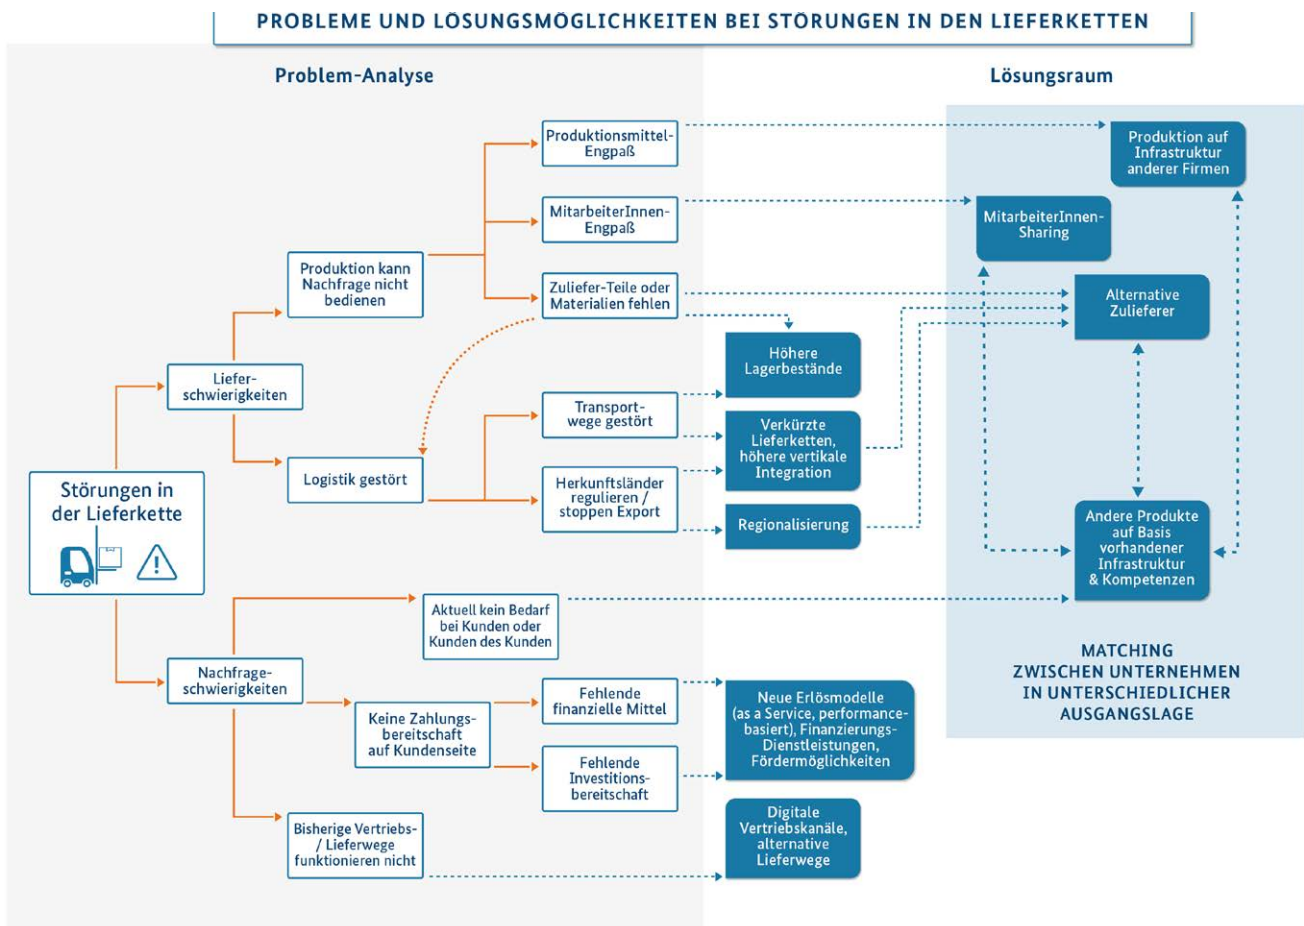 PROBLEME UND LÖSUNGSMÖGLICHKEITEN BEI STÖRUNGEN IN DEN LIEFERKETTEN
Problem-Analyse
Lösungsraum
Produktionsmittel-
Engpaß
Produktion auf
Infrastruktur
anderer Firmen
MitarbeiterInnen-
Engpaß
MitarbeiterInnen-
Sharing
Produktion kann
Nachfrage nicht
bedienen
Zuliefer-Teile oder
Materialien fehlen
Alternative
Zulieferer
Höhere
Lagerbestände
Liefer-
schwierigkeiten
Transport-
wege gestört
Verkürzte
Lieferketten,
höhere vertikale
Integration
Logistik gestört
Herkunftsländer
regulieren /
stoppen Export
Regionalisierung
Störungen in
der Lieferkette
Andere Produkte
auf Basis
vorhandener
Infrastruktur
& Kompetenzen
Aktuell kein Bedarf
bei Kunden oder
Kunden des Kunden
MATCHING
ZWISCHEN UNTERNEHMEN
IN UNTERSCHIEDLICHER
AUSGANGSLAGE
Nachfrage-
schwierigkeiten
Keine Zahlungs-
bereitschaft
auf Kundenseite
Fehlende
finanzielle Mittel
Neue Erlösmodelle
(as a Service, performance-
basiert), Finanzierungs-
Dienstleistungen,
Fördermöglichkeiten
Fehlende
Investitions-
bereitschaft
Bisherige Vertriebs-
/ Lieferwege
funktionieren nicht
Digitale
Vertriebskanäle,
alternative
Lieferwege